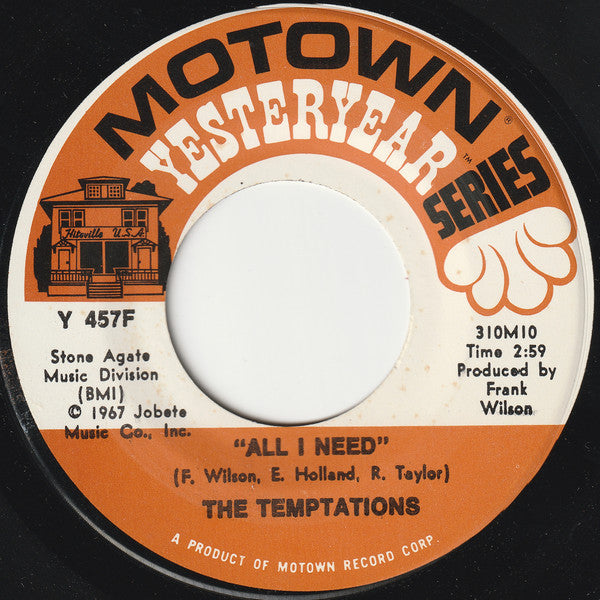 MOTOWN®
YESTERYEAR™
SERIES
Hitsville U.S.A.
Y 457F
Stone Agate
Music Division
(BMI)
© 1967 Jobete
Music Co., Inc.
310M10
Time 2:59
Produced by
Frank
Wilson
"ALL I NEED"
(F. Wilson, E. Holland, R. Taylor)
THE TEMPTATIONS
A PRODUCT OF MOTOWN RECORD CORP.